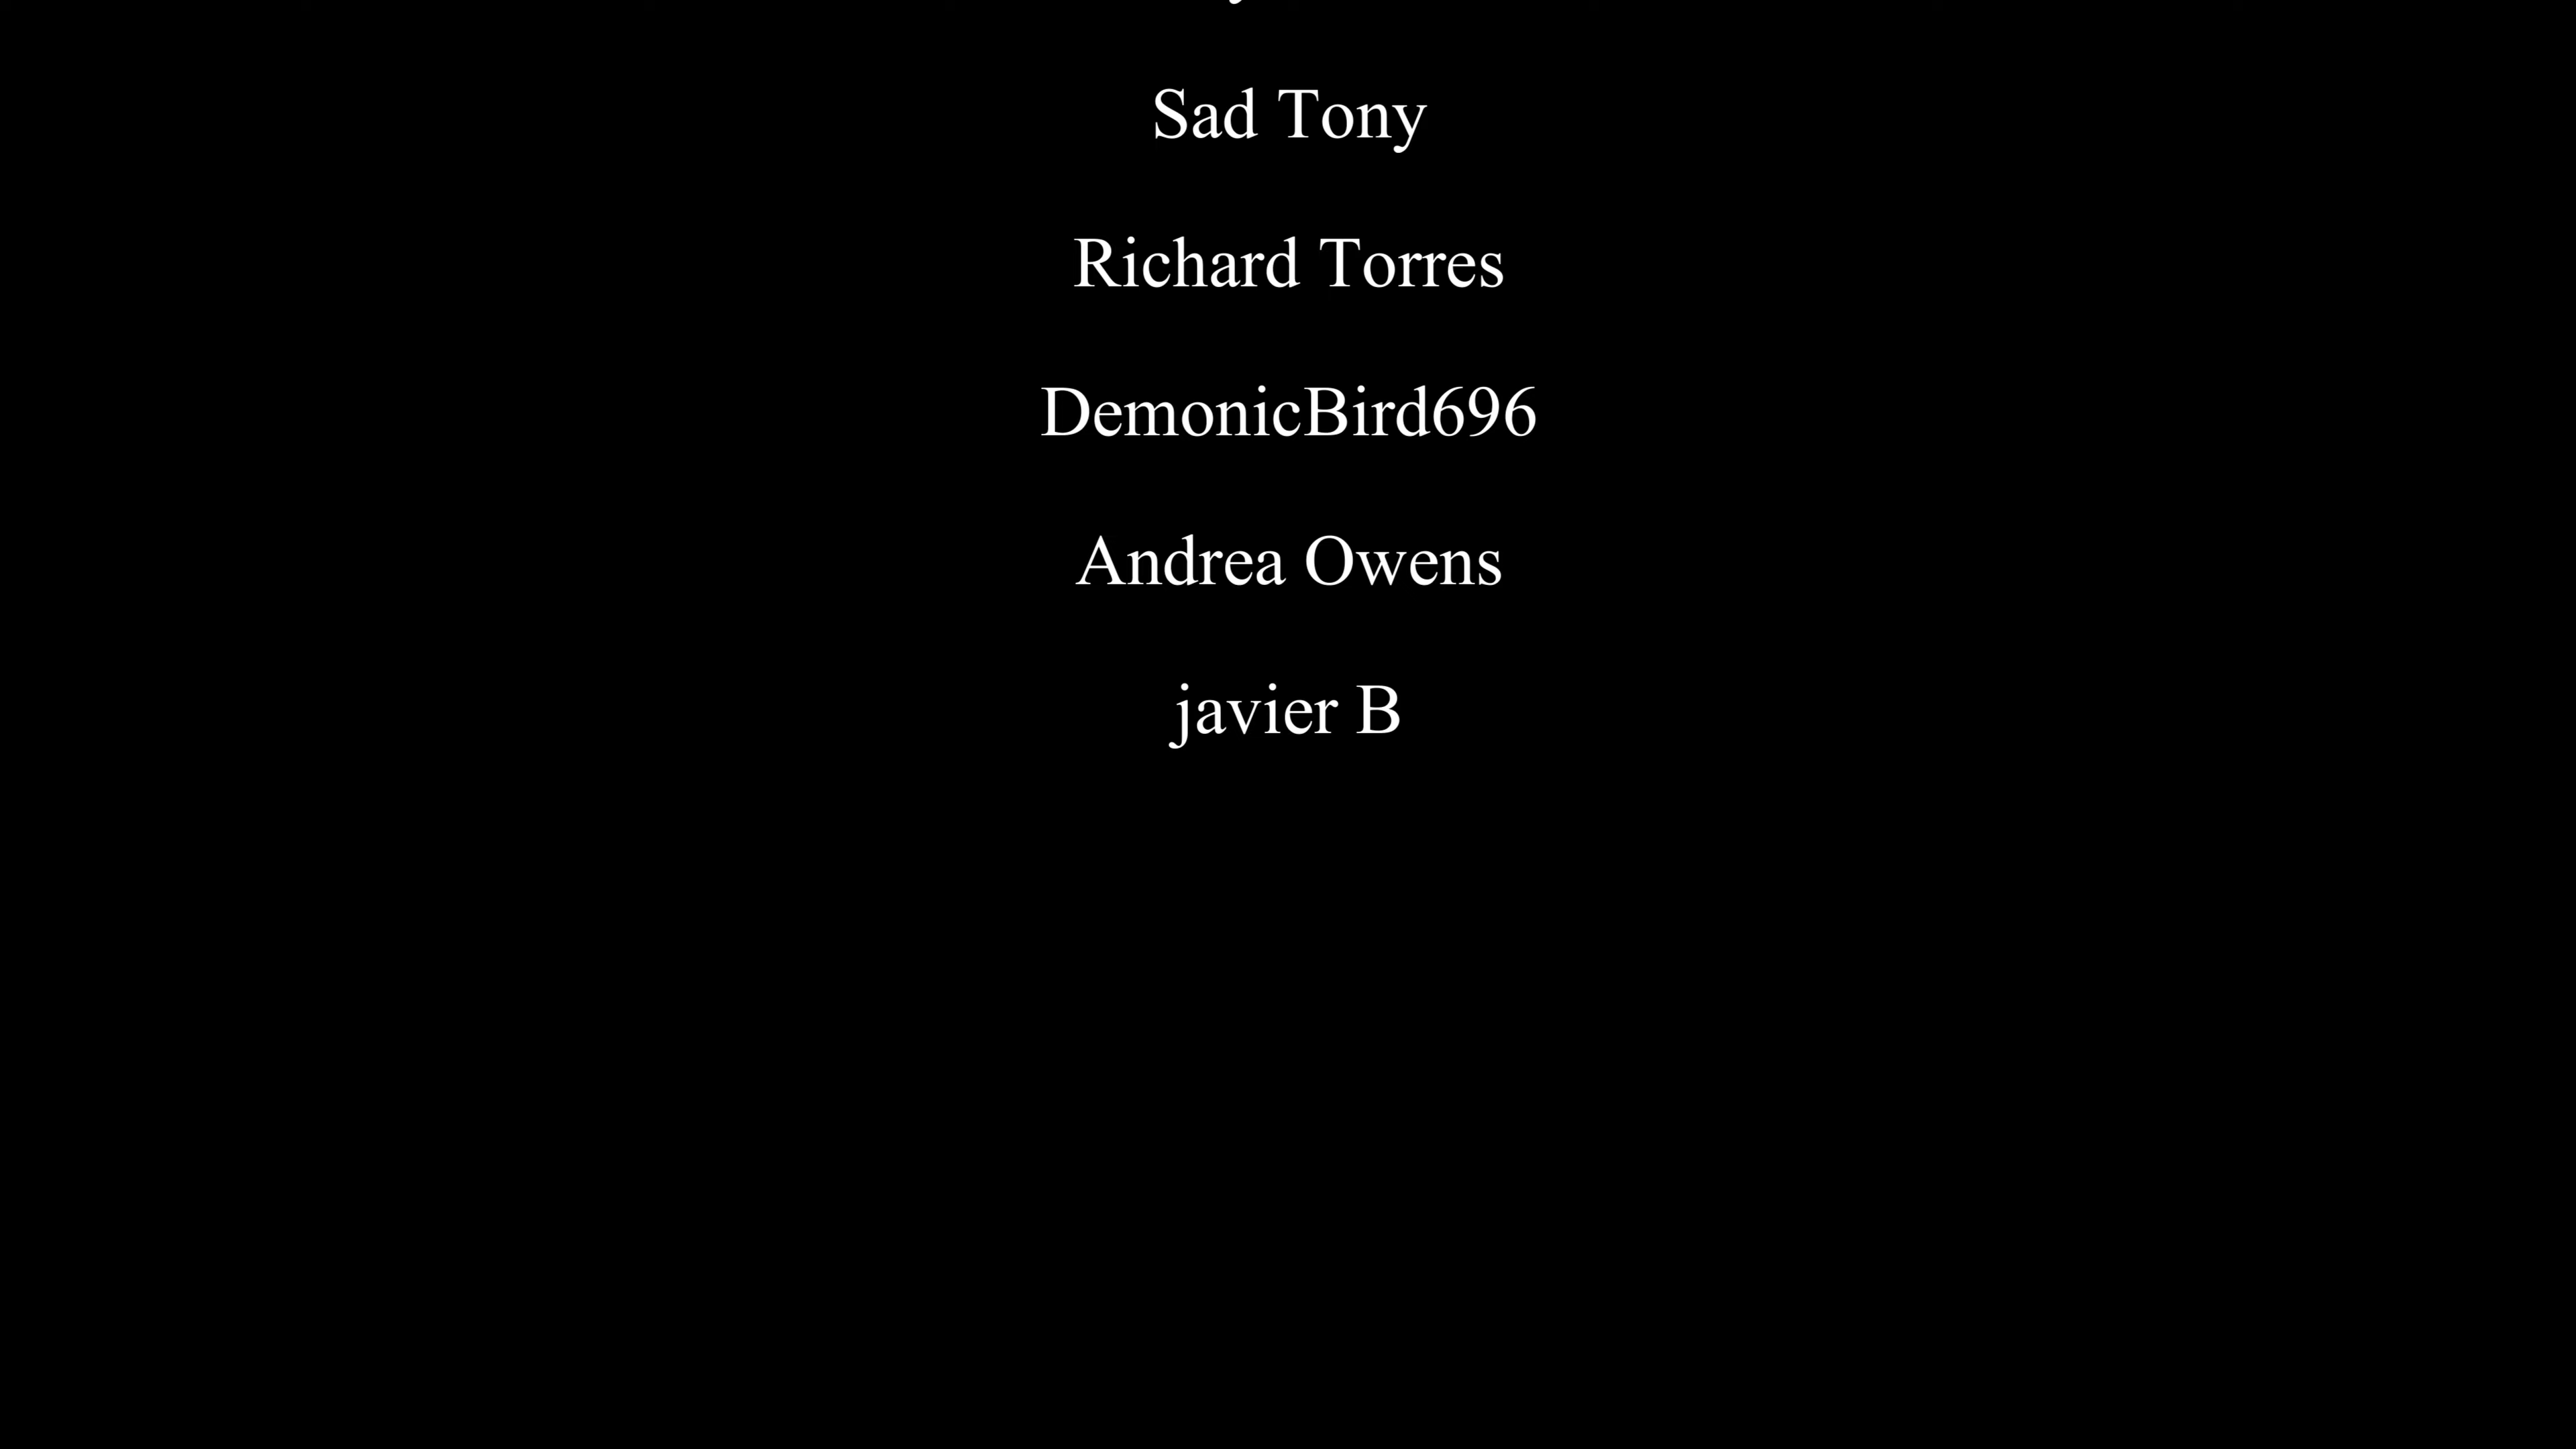 Sad Tony
Richard Torres
DemonicBird696
Andrea Owens
javier B